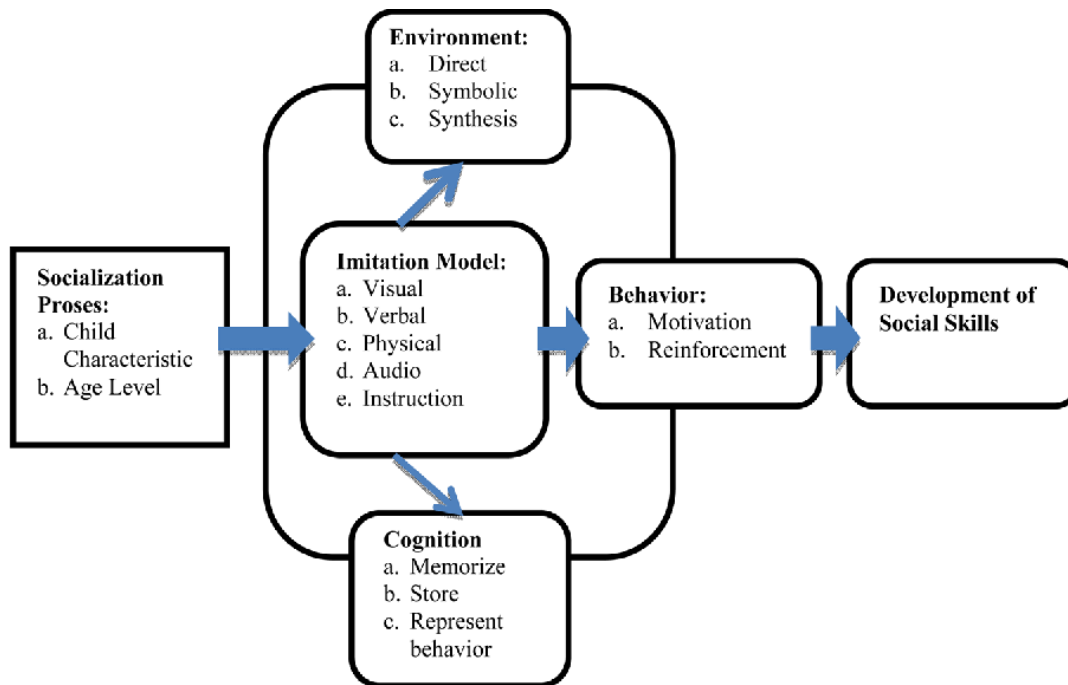 Environment:
a. Direct
b. Symbolic
c. Synthesis
Socialization
Proses:
a. Child
Characteristic
b. Age Level
Imitation Model:
a. Visual
b. Verbal
c. Physical
d. Audio
e. Instruction
Behavior:
a. Motivation
b. Reinforcement
Development of
Social Skills
Cognition
a. Memorize
b. Store
c. Represent
behavior